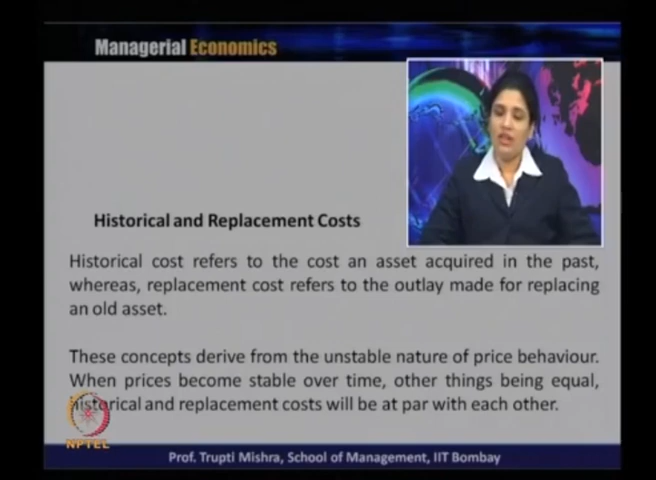 Managerial Economics
Historical and Replacement Costs
Historical cost refers to the cost an asset acquired in the past,
whereas, replacement cost refers to the outlay made for replacing
an old asset.
These concepts derive from the unstable nature of price behaviour.
When prices become stable over time, other things being equal,
historical and replacement costs will be at par with each other.
NPTEL
Prof. Trupti Mishra, School of Management, IIT Bombay